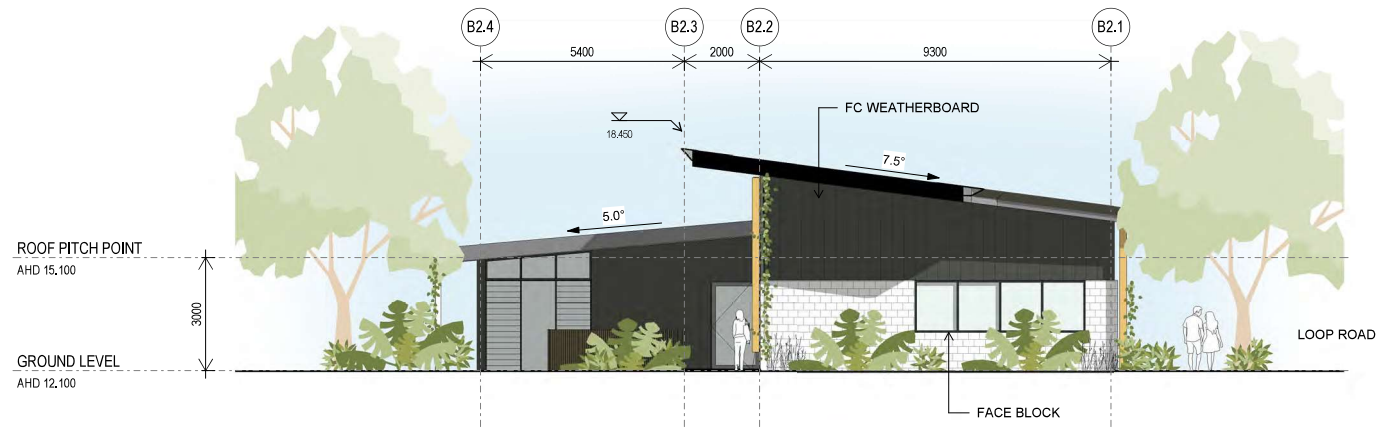 B2.4
B2.3
B2.2
B2.1
5400
2000
9300
FC WEATHERBOARD
18.450
7.5°
5.0°
ROOF PITCH POINT
AHD 15.100
3000
LOOP ROAD
GROUND LEVEL
AHD 12.100
FACE BLOCK